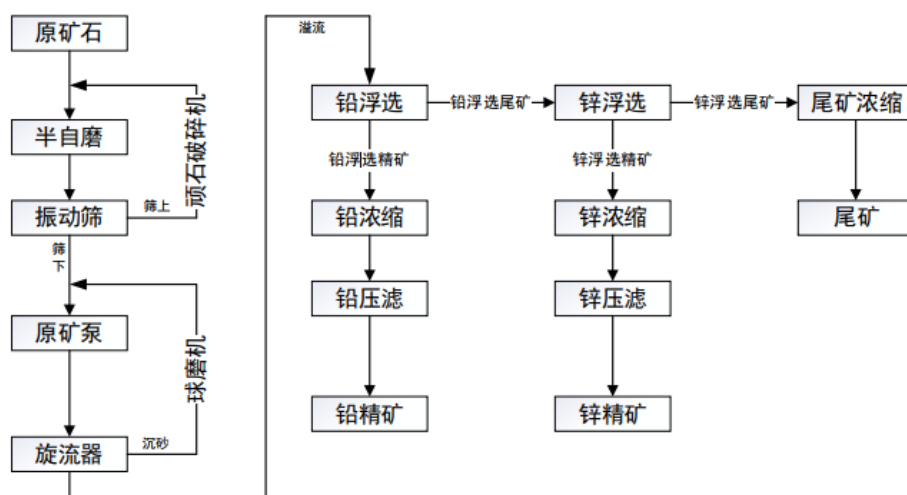 原矿石
半自磨
振动筛
筛上
顽石破碎机
筛下
原矿泵
球磨机
旋流器
沉砂
溢流
铅浮选
铅浮选尾矿
锌浮选
锌浮选尾矿
尾矿浓缩
铅浮选精矿
锌浮选精矿
铅浓缩
锌浓缩
尾矿
铅压滤
锌压滤
铅精矿
锌精矿